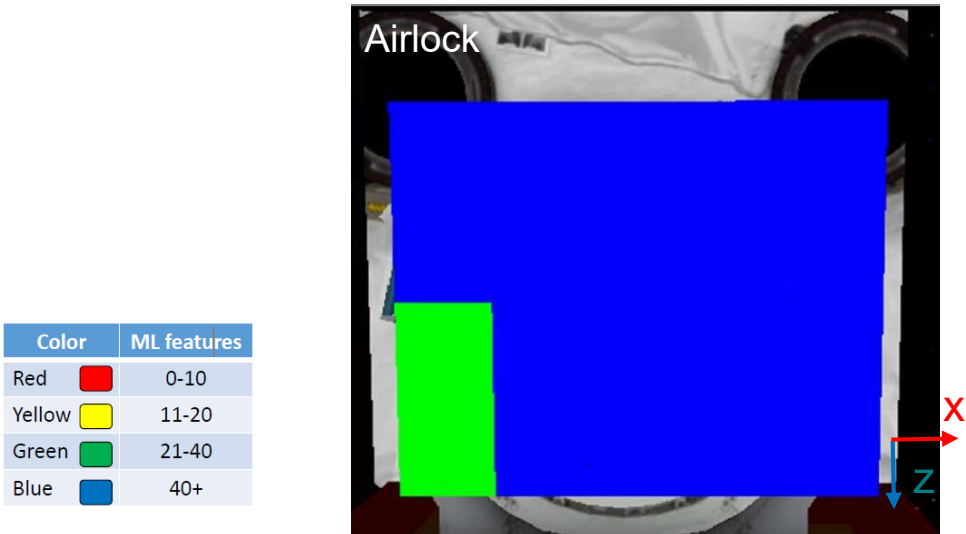 Airlock
Color ML features
Red 0-10
Yellow 11-20
Green 21-40
Blue 40+
X
Z